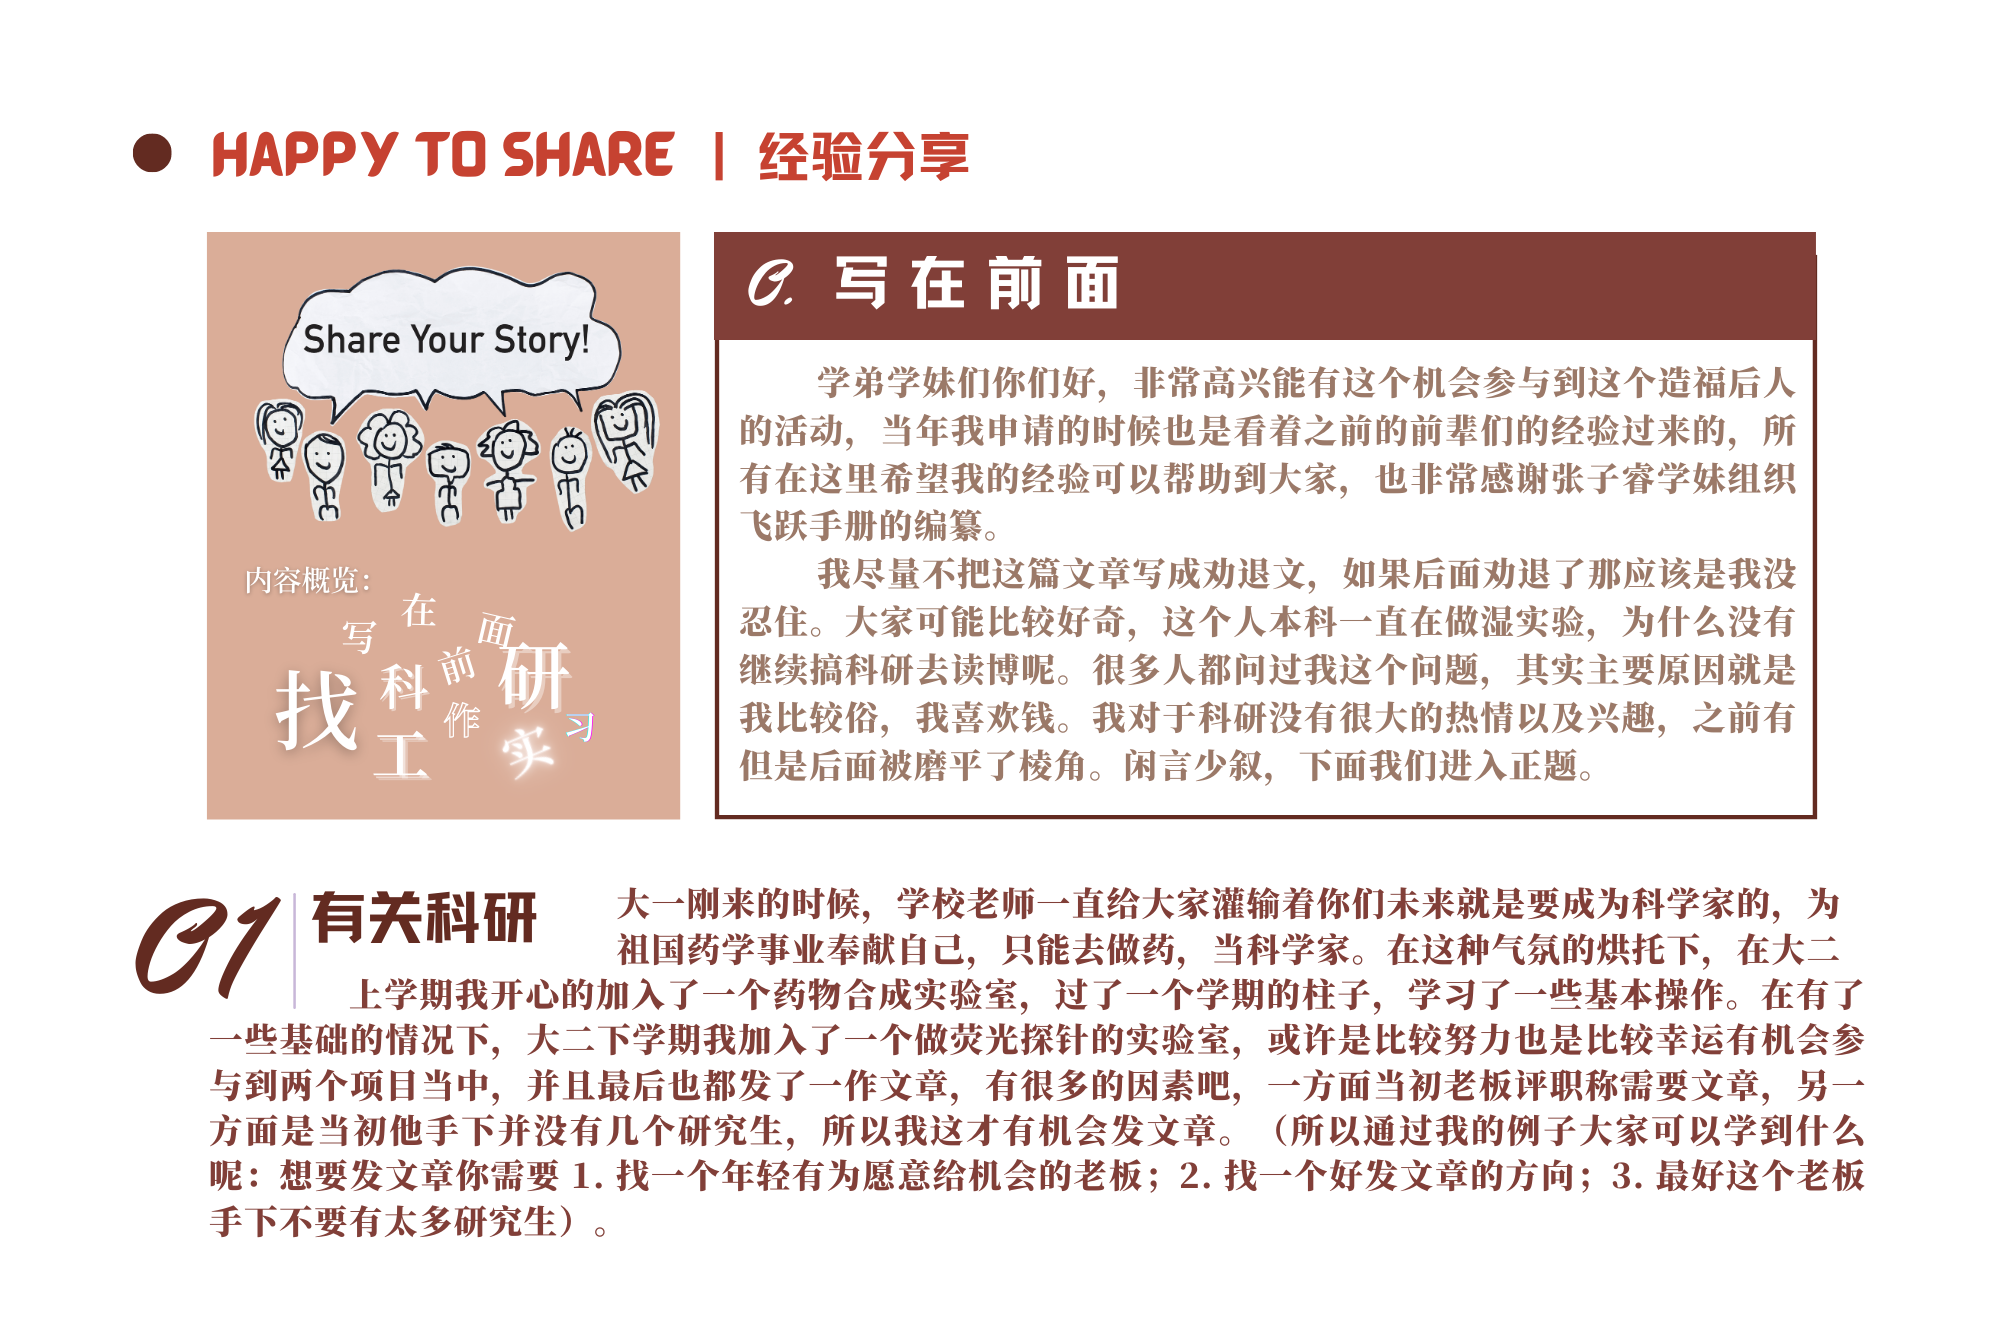 HAPPY TO SHARE | 经验分享
Share Your Story!
内容概览：
写在前面
科研
找工作
实习
0. 写在前面
学弟学妹们你们好，非常高兴能有这个机会参与到这个造福后人
的活动，当年我申请的时候也是看着之前的前辈们的经验过来的，所
有在这里希望我的经验可以帮助到大家，也非常感谢张子睿学妹组织
飞跃手册的编纂。
我尽量不把这篇文章写成劝退文，如果后面劝退了那应该是我没
忍住。大家可能比较好奇，这个人本科一直在做湿实验，为什么没有
继续搞科研去读博呢。很多人都问过我这个问题，其实主要原因就是
我比较俗，我喜欢钱。我对于科研没有很大的热情以及兴趣，之前有
但是后面被磨平了棱角。闲言少叙，下面我们进入正题。
01 有关科研
大一刚来的时候，学校老师一直给大家灌输着你们未来就是要成为科学家的，为
祖国药学事业奉献自己，只能去做药，当科学家。在这种气氛的烘托下，在大二
上学期我开心的加入了一个药物合成实验室，过了一个学期的柱子，学习了一些基本操作。在有了
一些基础的情况下，大二下学期我加入了一个做荧光探针的实验室，或许是比较努力也是比较幸运有机会参
与到两个项目当中，并且最后也都发了一作文章，有很多的因素吧，一方面当初老板评职称需要文章，另一
方面是当初他手下并没有几个研究生，所以我这才有机会发文章。（所以通过我的例子大家可以学到什么
呢：想要发文章你需要 1. 找一个年轻有为愿意给机会的老板；2. 找一个好发文章的方向；3. 最好这个老板
手下不要有太多研究生）。